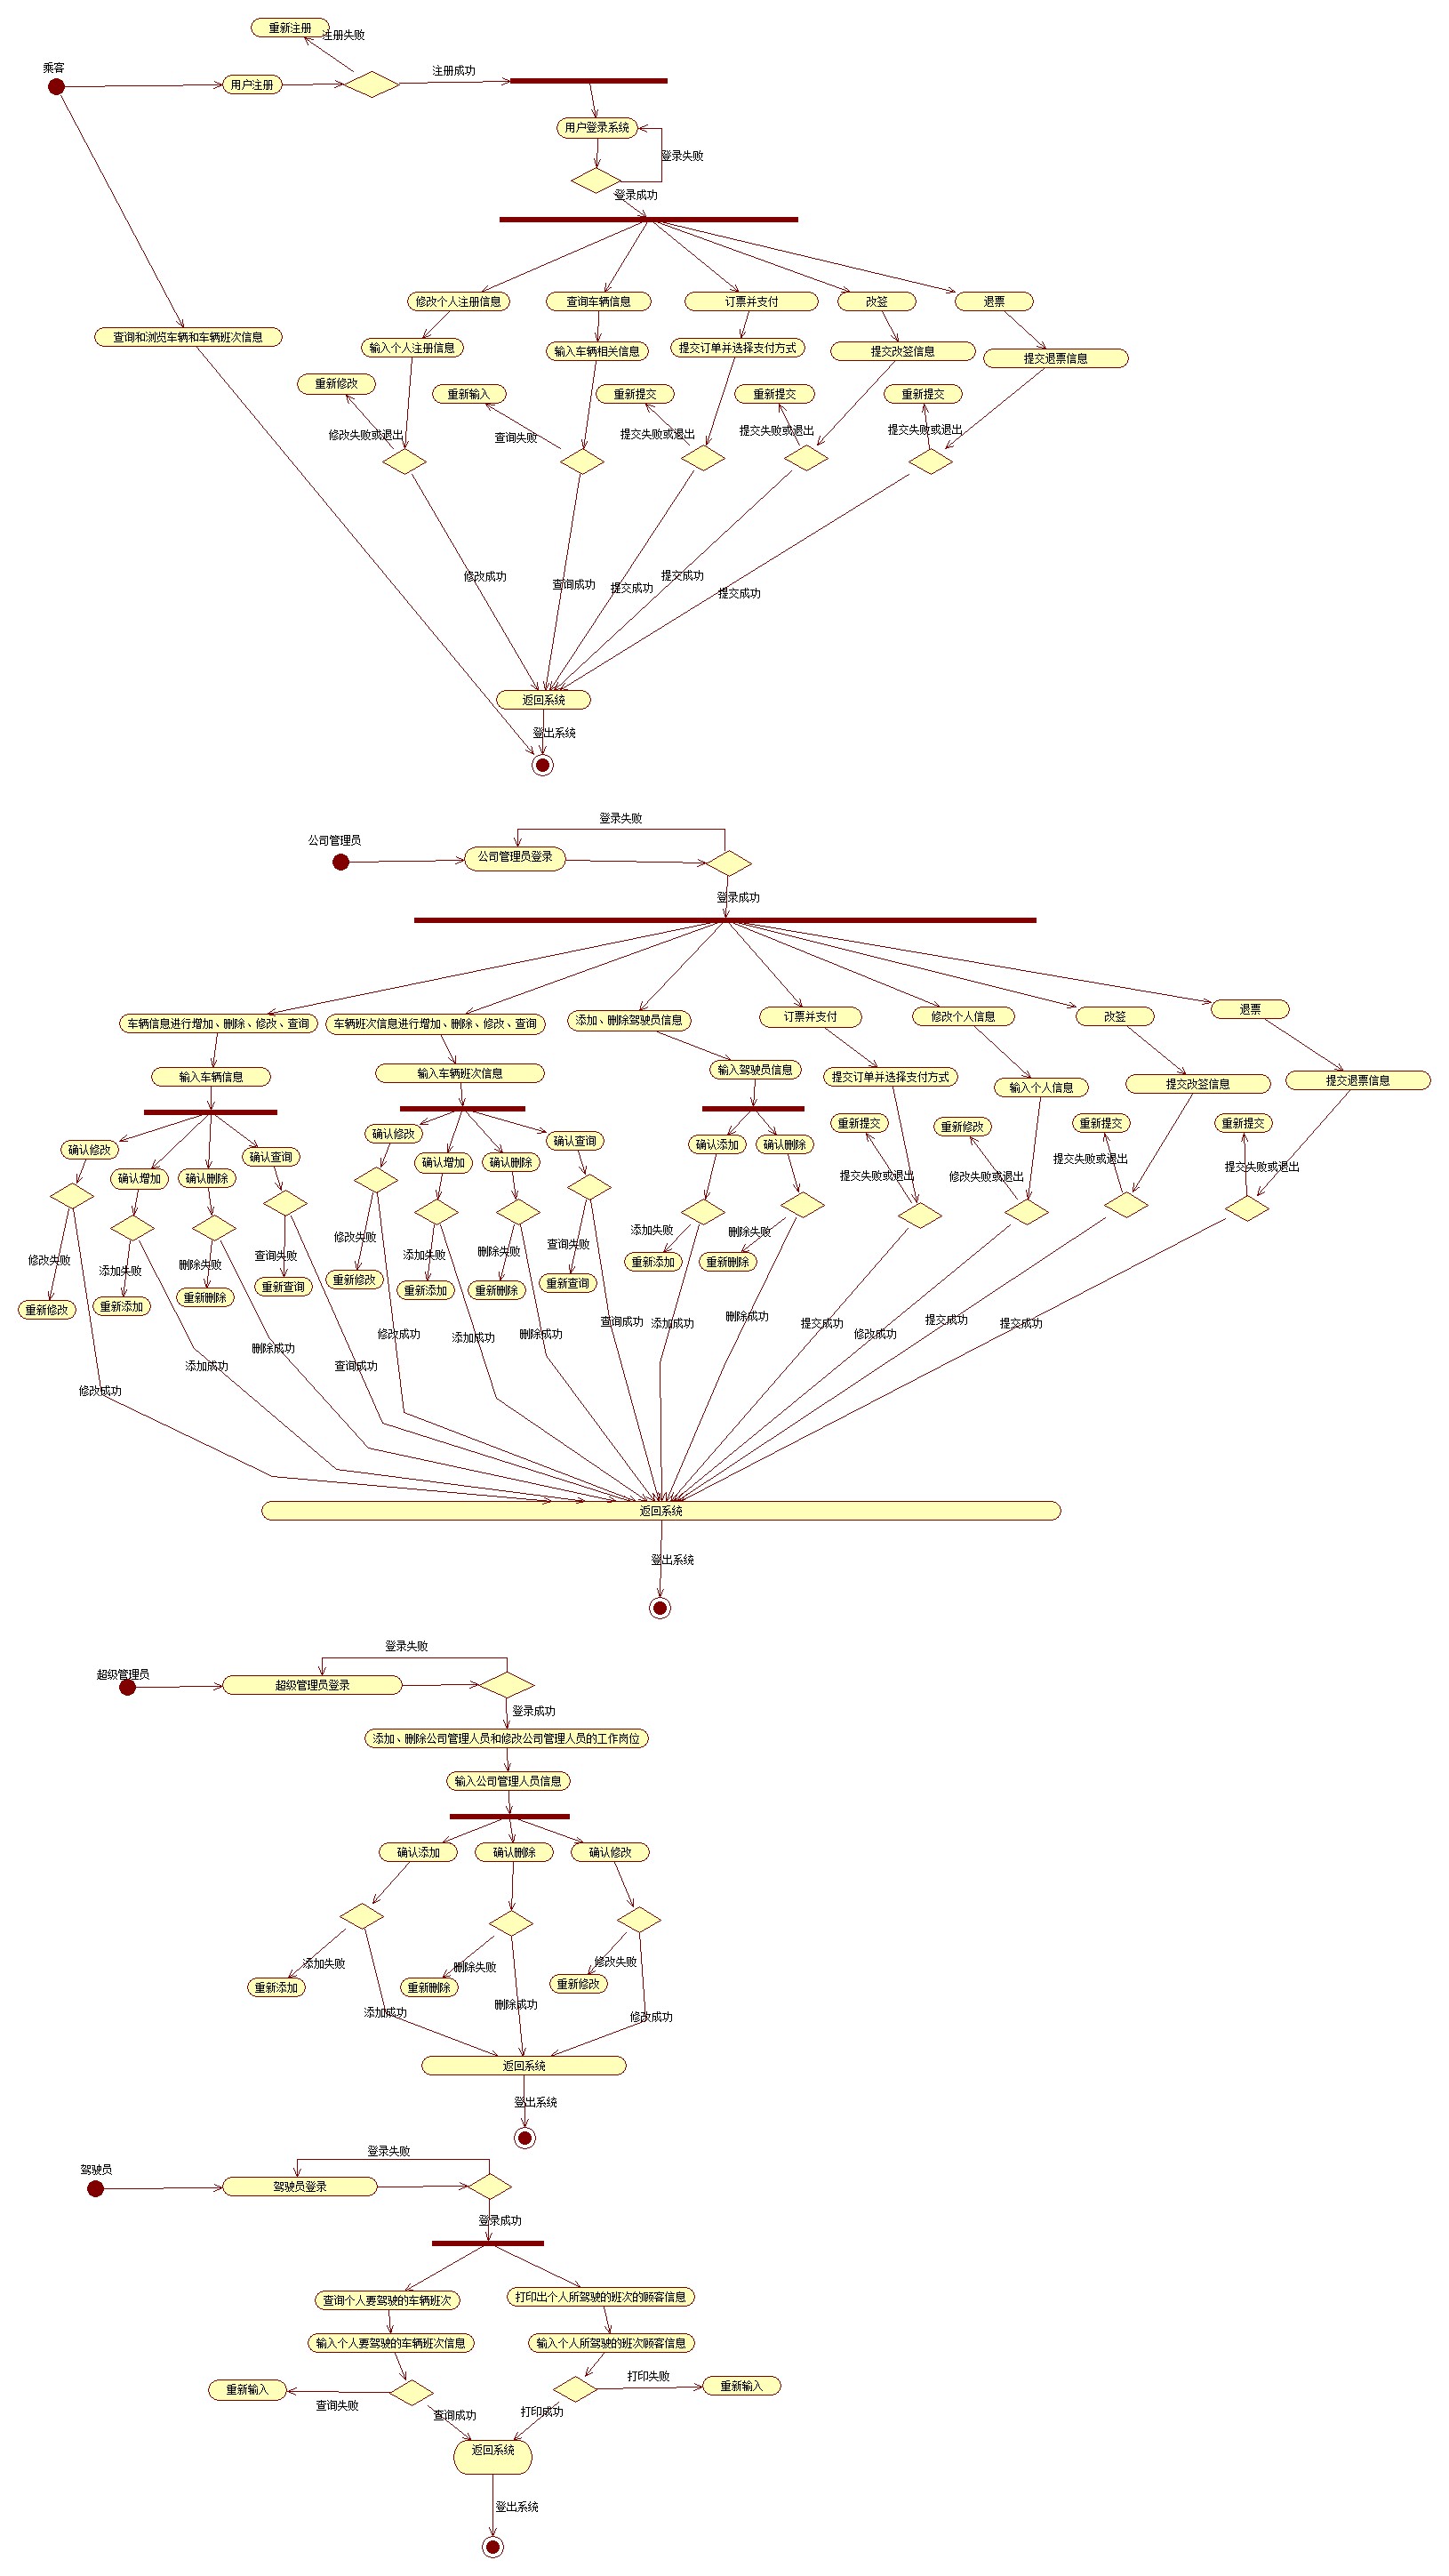 重新注册
注册失败
乘客
用户注册
注册成功
用户登录系统
登录失败
登录成功
修改个人注册信息
查询车辆信息
订票并支付
改签
退票
查询和浏览车辆和车辆班次信息
输入个人注册信息
输入车辆相关信息
提交订单并选择支付方式
提交改签信息
提交退票信息
重新修改
重新输入
重新提交
重新提交
重新提交
修改失败或退出
查询失败
提交失败或退出
提交失败或退出
提交失败或退出
修改成功
查询成功
提交成功
提交成功
提交成功
返回系统
登出系统
登录失败
公司管理员
公司管理员登录
登录成功
车辆信息进行增加、删除、修改、查询
车辆班次信息进行增加、删除、修改、查询
添加、删除驾驶员信息
订票并支付
修改个人信息
改签
退票
输入车辆信息
输入车辆班次信息
输入驾驶员信息
提交订单并选择支付方式
输入个人信息
提交改签信息
提交退票信息
确认修改
确认增加
确认删除
确认查询
确认修改
确认增加
确认删除
确认查询
确认添加
确认删除
重新提交
重新修改
重新提交
重新提交
提交失败或退出
修改失败或退出
提交失败或退出
提交失败或退出
修改失败
添加失败
删除失败
查询失败
修改失败
添加失败
删除失败
查询失败
添加失败
删除失败
重新修改
重新添加
重新删除
重新查询
重新修改
重新添加
重新删除
重新查询
重新添加
重新删除
修改成功
添加成功
删除成功
查询成功
修改成功
添加成功
删除成功
查询成功
添加成功
删除成功
提交成功
修改成功
提交成功
提交成功
返回系统
登出系统
登录失败
超级管理员
超级管理员登录
登录成功
添加、删除公司管理人员和修改公司管理人员的工作岗位
输入公司管理人员信息
确认添加
确认删除
确认修改
添加失败
删除失败
修改失败
重新添加
重新删除
重新修改
添加成功
删除成功
修改成功
返回系统
登出系统
登录失败
驾驶员
驾驶员登录
登录成功
查询个人要驾驶的车辆班次
打印出个人所驾驶的班次的顾客信息
输入个人要驾驶的车辆班次信息
输入个人所驾驶的班次顾客信息
重新输入
查询失败
打印失败
重新输入
查询成功
打印成功
返回系统
登出系统